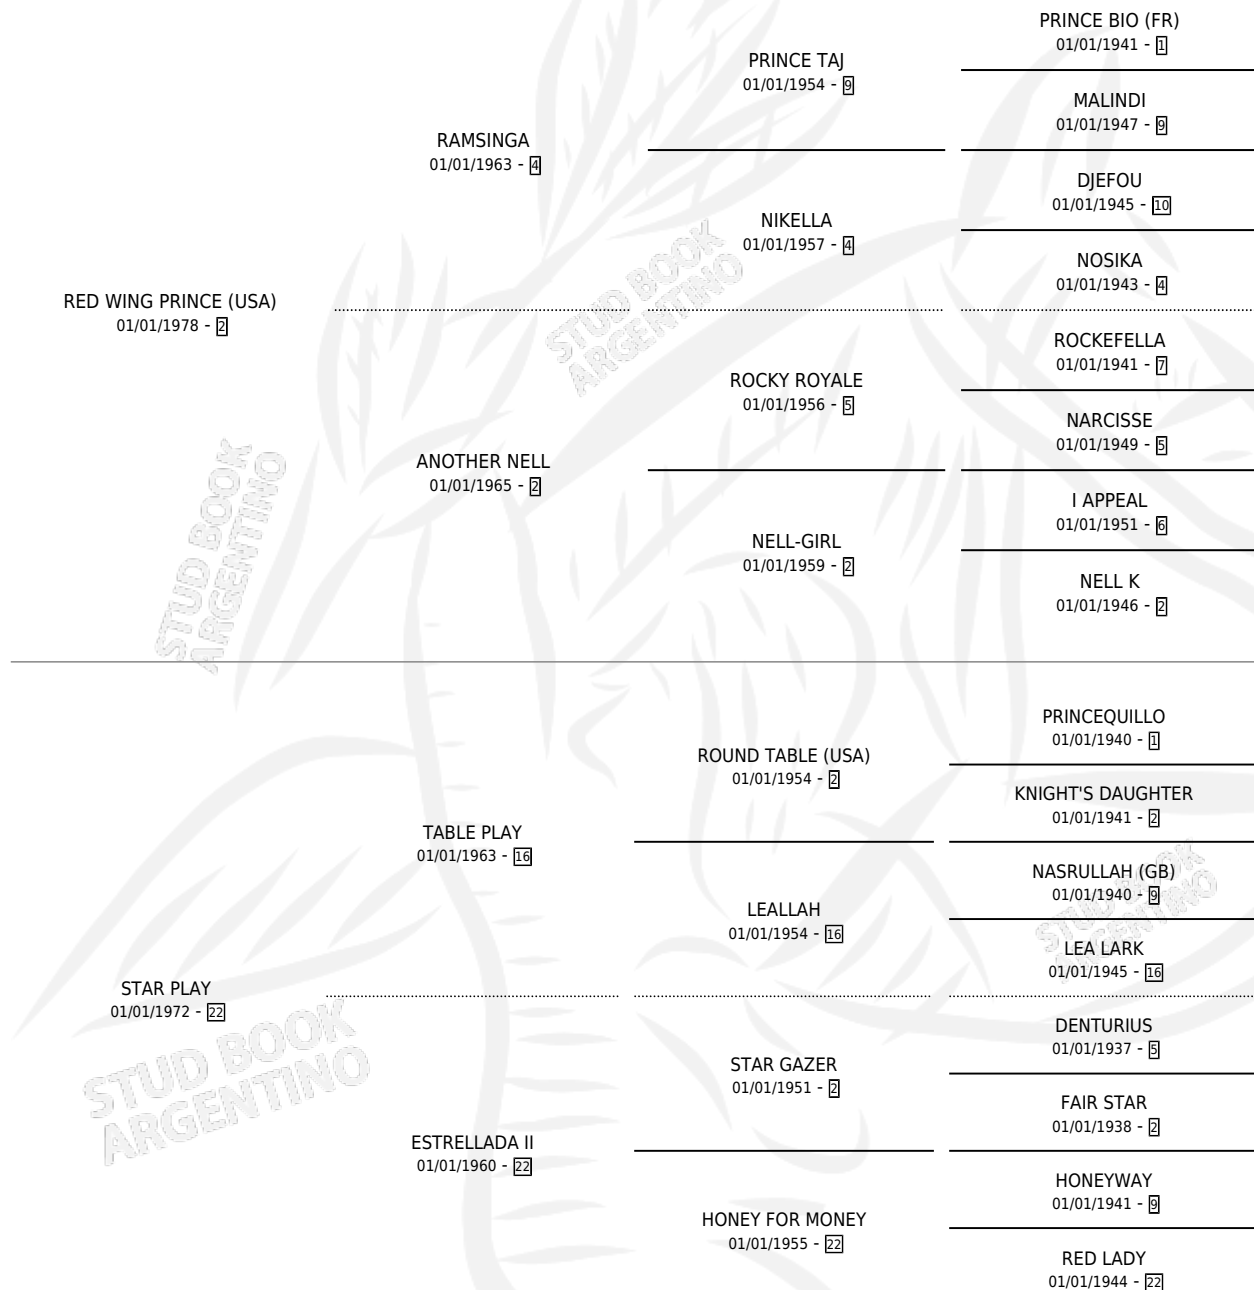 PRINCE BIO (FR)
01/01/1941 - 1
PRINCE TAJ
01/01/1954 - 9
MALINDI
01/01/1947 - 9
RAMSINGA
01/01/1963 - 4
DJEFOU
01/01/1945 - 10
NIKELLA
01/01/1957 - 4
NOSIKA
01/01/1943 - 4
RED WING PRINCE (USA)
01/01/1978 - 2
ROCKEFELLA
01/01/1941 - 7
ROCKY ROYALE
01/01/1956 - 5
NARCISSE
01/01/1949 - 5
ANOTHER NELL
01/01/1965 - 2
I APPEAL
01/01/1951 - 6
NELL-GIRL
01/01/1959 - 2
NELL K
01/01/1946 - 2
PRINCEQUILLO
01/01/1940 - 1
ROUND TABLE (USA)
01/01/1954 - 2
KNIGHT'S DAUGHTER
01/01/1941 - 2
TABLE PLAY
01/01/1963 - 16
NASRULLAH (GB)
01/01/1940 - 9
LEALLAH
01/01/1954 - 16
LEA LARK
01/01/1945 - 16
STAR PLAY
01/01/1972 - 22
DENTURIUS
01/01/1937 - 5
STAR GAZER
01/01/1951 - 2
FAIR STAR
01/01/1938 - 2
ESTRELLADA II
01/01/1960 - 22
HONEYWAY
01/01/1941 - 9
HONEY FOR MONEY
01/01/1955 - 22
RED LADY
01/01/1944 - 22
STUD BOOK
ARGENTINO
STUD BOOK
ARGENTINO
STUD BOOK
ARGENTINO
STUD BOOK
ARGENTINO